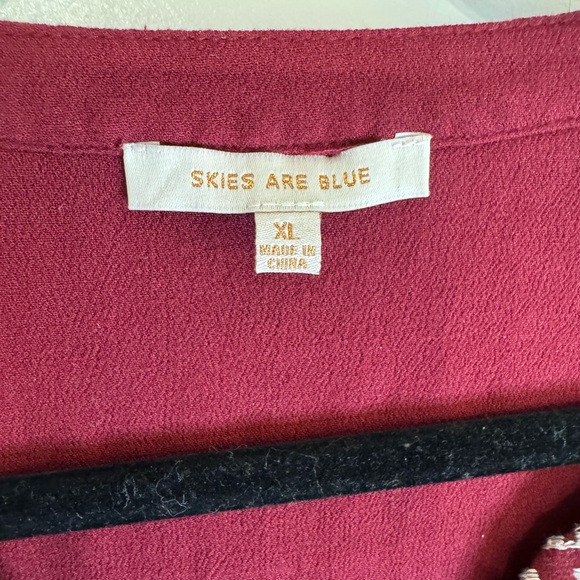 SKIES ARE BLUE
XL
MADE IN
CHINA